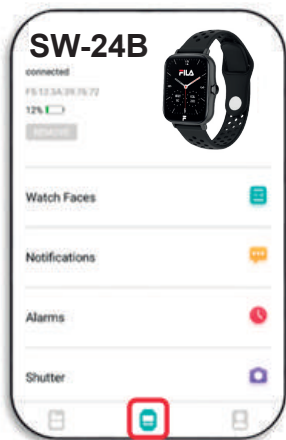 SW-24B
connected
12%
REMOVE
FILA
Watch Faces
Notifications
Alarms
Shutter